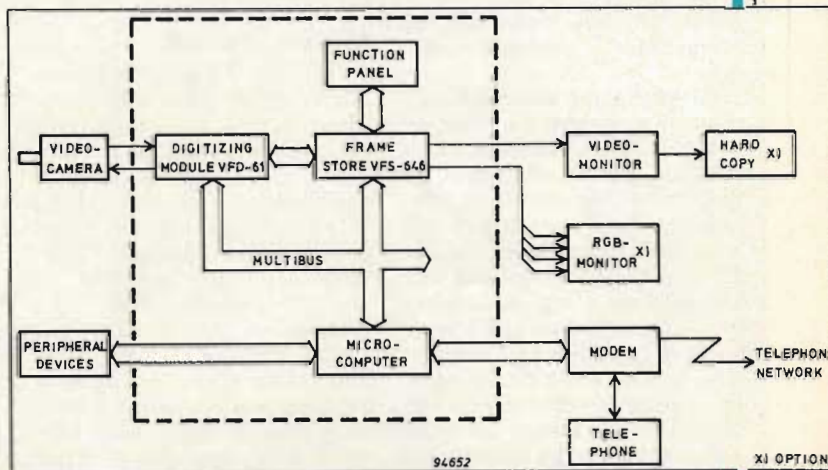 FUNCTION
PANEL
VIDEO-
CAMERA
DIGITIZING
MODULE VFD-61
FRAME
STORE VFS-646
VIDEO-
MONITOR
HARD
COPY X)
RGB-
MONITOR X)
MULTIBUS
PERIPHERAL
DEVICES
MICRO-
COMPUTER
MODEM
TELEPHONE
NETWORK
TELE-
PHONE
94652
X) OPTION